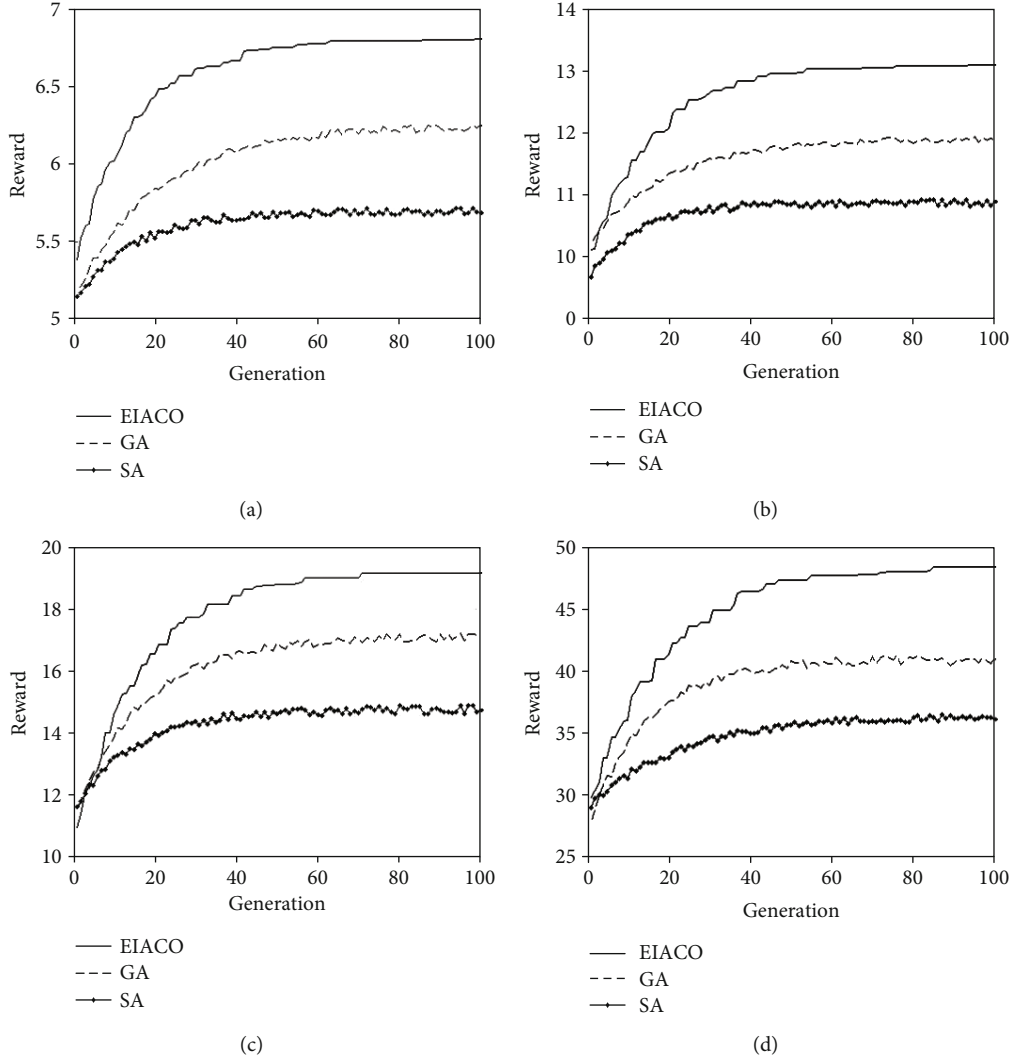 7
6.5
6
5.5
5
Reward
0 20 40 60 80 100
Generation
EIACO
GA
SA
(a)
14
13
12
11
10
0
Reward
0 20 40 60 80 100
Generation
EIACO
GA
SA
(b)
20
18
16
14
12
10
Reward
0 20 40 60 80 100
Generation
EIACO
GA
SA
(c)
50
45
40
35
30
25
Reward
0 20 40 60 80 100
Generation
EIACO
GA
SA
(d)